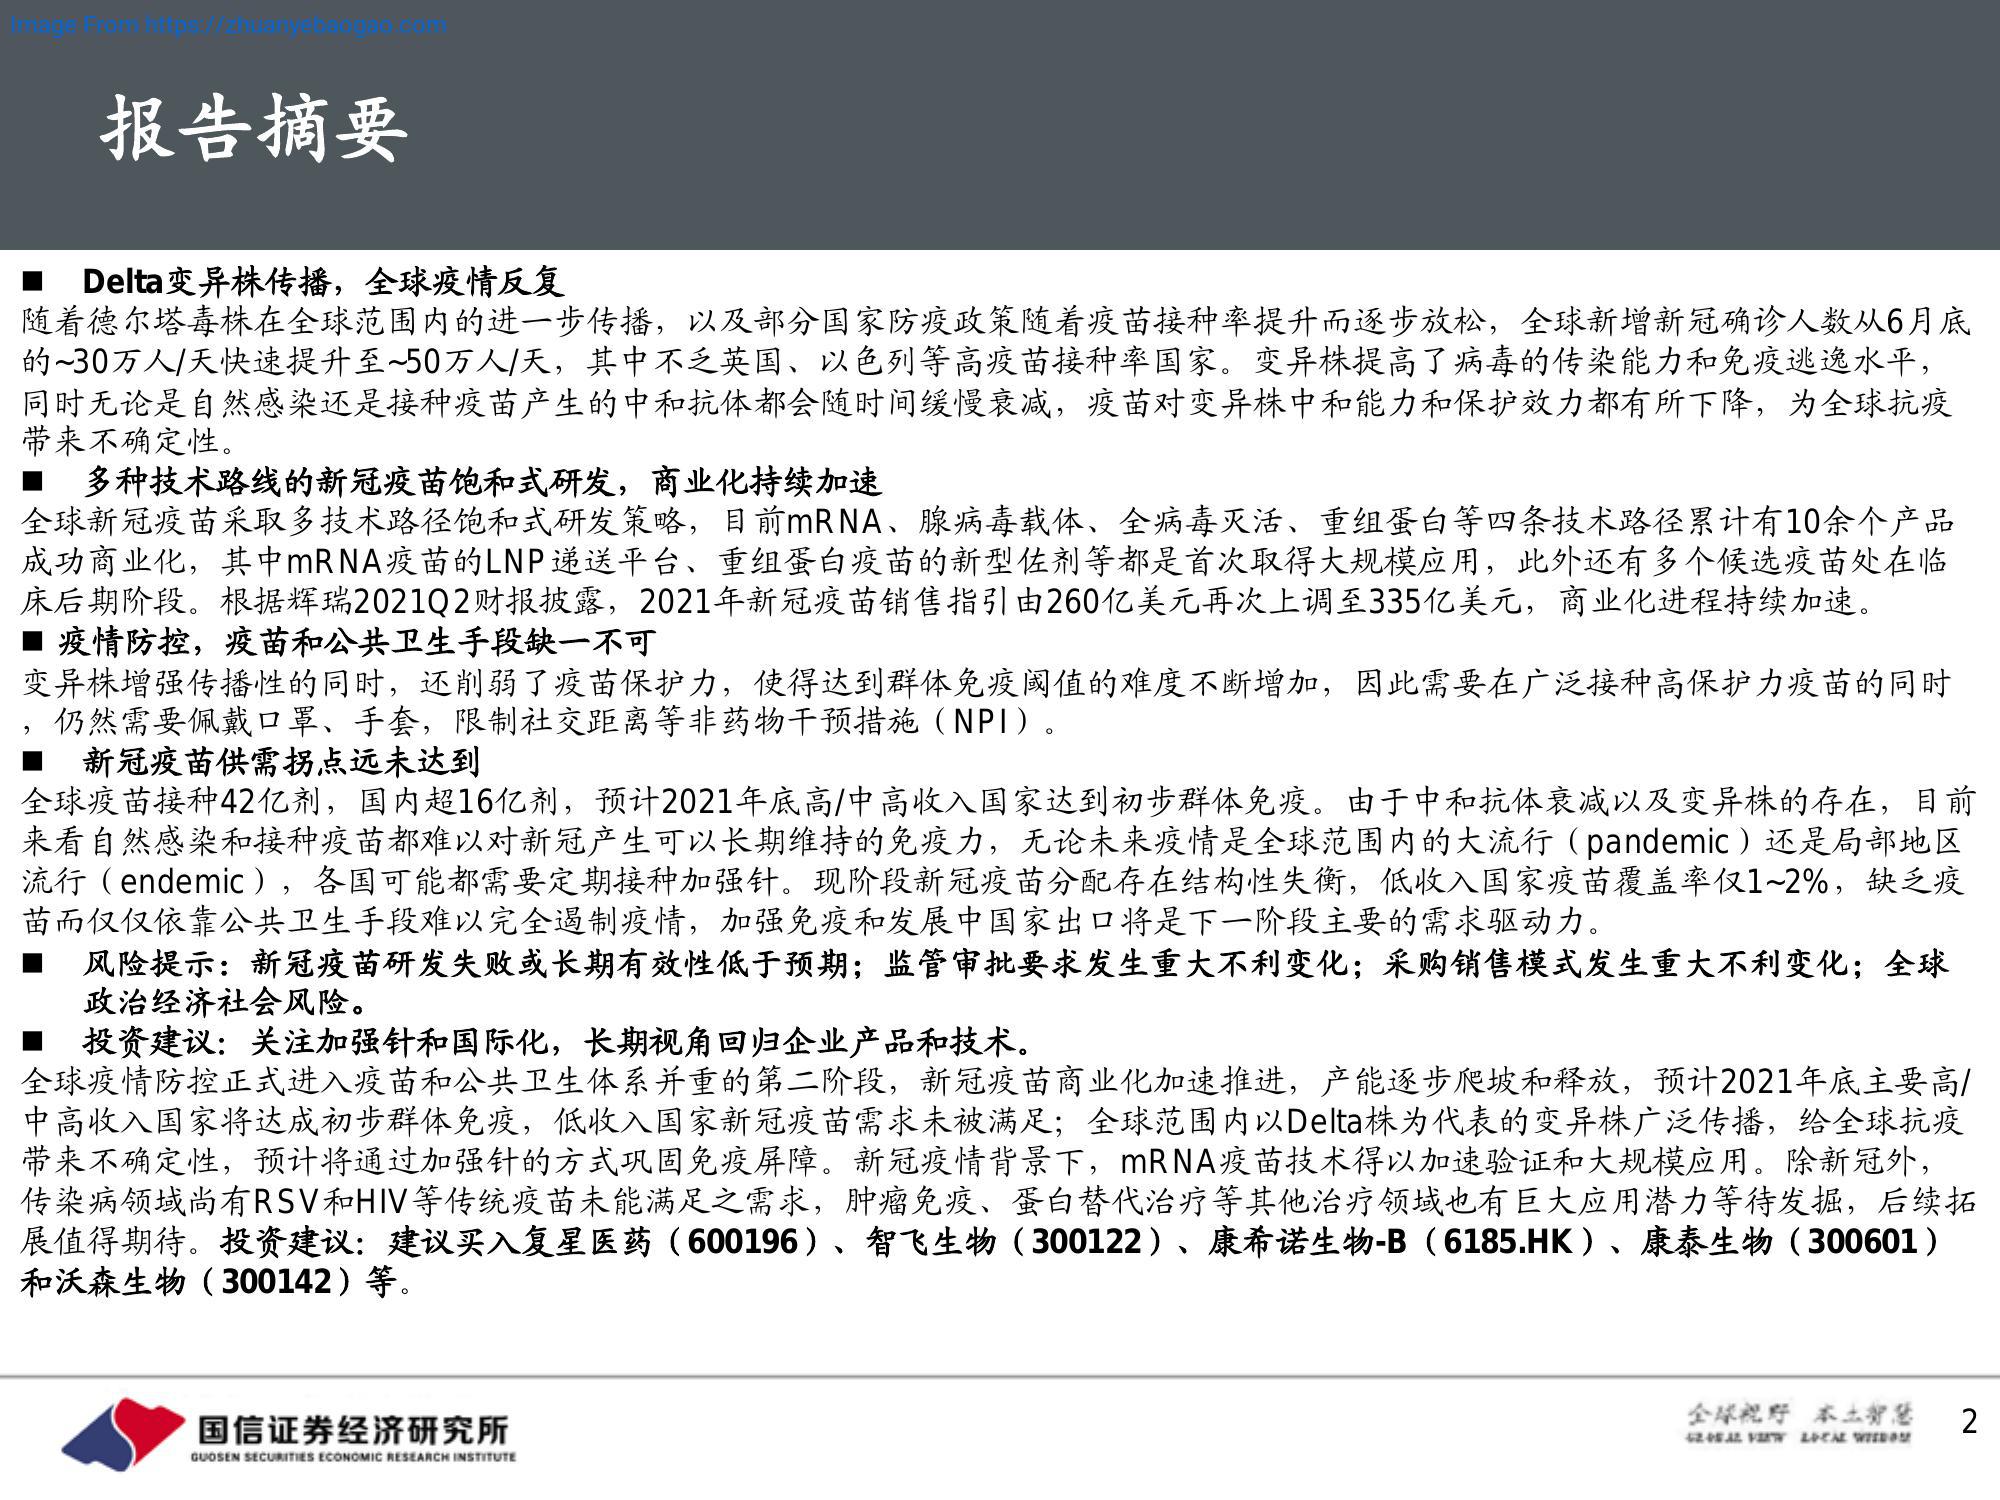 Image From https://zhuanyebaogao.com
报告摘要
■ Delta变异株传播，全球疫情反复
随着德尔塔毒株在全球范围内的进一步传播，以及部分国家防疫政策随着疫苗接种率提升而逐步放松，全球新增新冠确诊人数从6月底
的~30万人/天快速提升至~50万人/天，其中不乏英国、以色列等高疫苗接种率国家。变异株提高了病毒的传染能力和免疫逃逸水平，
同时无论是自然感染还是接种疫苗产生的中和抗体都会随时间缓慢衰减，疫苗对变异株中和能力和保护效力都有所下降，为全球抗疫
带来不确定性。
■ 多种技术路线的新冠疫苗饱和式研发，商业化持续加速
全球新冠疫苗采取多技术路径饱和式研发策略，目前mRNA、腺病毒载体、全病毒灭活、重组蛋白等四条技术路径累计有10余个产品
成功商业化，其中mRNA疫苗的LNP递送平台、重组蛋白疫苗的新型佐剂等都是首次取得大规模应用，此外还有多个候选疫苗处在临
床后期阶段。根据辉瑞2021Q2财报披露，2021年新冠疫苗销售指引由260亿美元再次上调至335亿美元，商业化进程持续加速。
■ 疫情防控，疫苗和公共卫生手段缺一不可
变异株增强传播性的同时，还削弱了疫苗保护力，使得达到群体免疫阈值的难度不断增加，因此需要在广泛接种高保护力疫苗的同时
，仍然需要佩戴口罩、手套，限制社交距离等非药物干预措施（NPI）。
■ 新冠疫苗供需拐点远未达到
全球疫苗接种42亿剂，国内超16亿剂，预计2021年底高/中高收入国家达到初步群体免疫。由于中和抗体衰减以及变异株的存在，目前
来看自然感染和接种疫苗都难以对新冠产生可以长期维持的免疫力，无论未来疫情是全球范围内的大流行（pandemic）还是局部地区
流行（endemic），各国可能都需要定期接种加强针。现阶段新冠疫苗分配存在结构性失衡，低收入国家疫苗覆盖率仅1~2%，缺乏疫
苗而仅仅依靠公共卫生手段难以完全遏制疫情，加强免疫和发展中国家出口将是下一阶段主要的需求驱动力。
■ 风险提示：新冠疫苗研发失败或长期有效性低于预期；监管审批要求发生重大不利变化；采购销售模式发生重大不利变化；全球
政治经济社会风险。
■ 投资建议：关注加强针和国际化，长期视角回归企业产品和技术。
全球疫情防控正式进入疫苗和公共卫生体系并重的第二阶段，新冠疫苗商业化加速推进，产能逐步爬坡和释放，预计2021年底主要高/
中高收入国家将达成初步群体免疫，低收入国家新冠疫苗需求未被满足；全球范围内以Delta株为代表的变异株广泛传播，给全球抗疫
带来不确定性，预计将通过加强针的方式巩固免疫屏障。新冠疫情背景下，mRNA疫苗技术得以加速验证和大规模应用。除新冠外，
传染病领域尚有RSV和HIV等传统疫苗未能满足之需求，肿瘤免疫、蛋白替代治疗等其他治疗领域也有巨大应用潜力等待发掘，后续拓
展值得期待。投资建议：建议买入复星医药（600196）、智飞生物（300122）、康希诺生物-B（6185.HK）、康泰生物（300601）
和沃森生物（300142）等。
国信证券经济研究所
GUOSEN SECURITIES ECONOMIC RESEARCH INSTITUTE
全球视野 本土智慧
GLOBAL VIEW LOCAL WISDOM
2